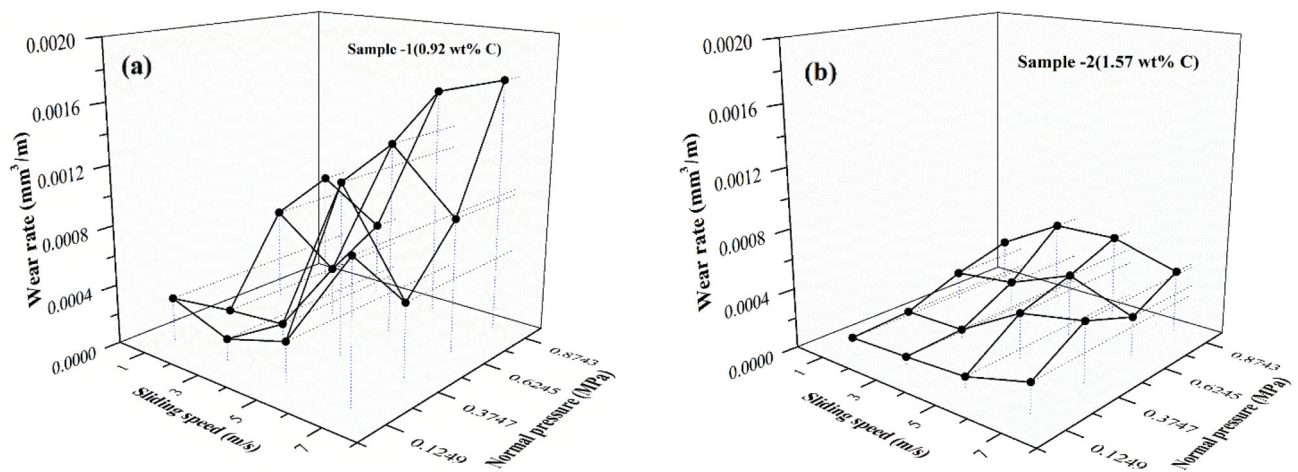 (a)
Sample -1(0.92 wt% C)
Wear rate (mm³/m)
0.0020
0.0016
0.0012
0.0008
0.0004
0.0000
1
3
5
7
Sliding speed (m/s)
0.1249
0.3747
0.6245
0.8743
Normal pressure (MPa)
(b)
Sample -2(1.57 wt% C)
Wear rate (mm³/m)
0.0020
0.0016
0.0012
0.0008
0.0004
0.0000
1
3
5
7
Sliding speed (m/s)
0.1249
0.3747
0.6245
0.8743
Normal pressure (MPa)